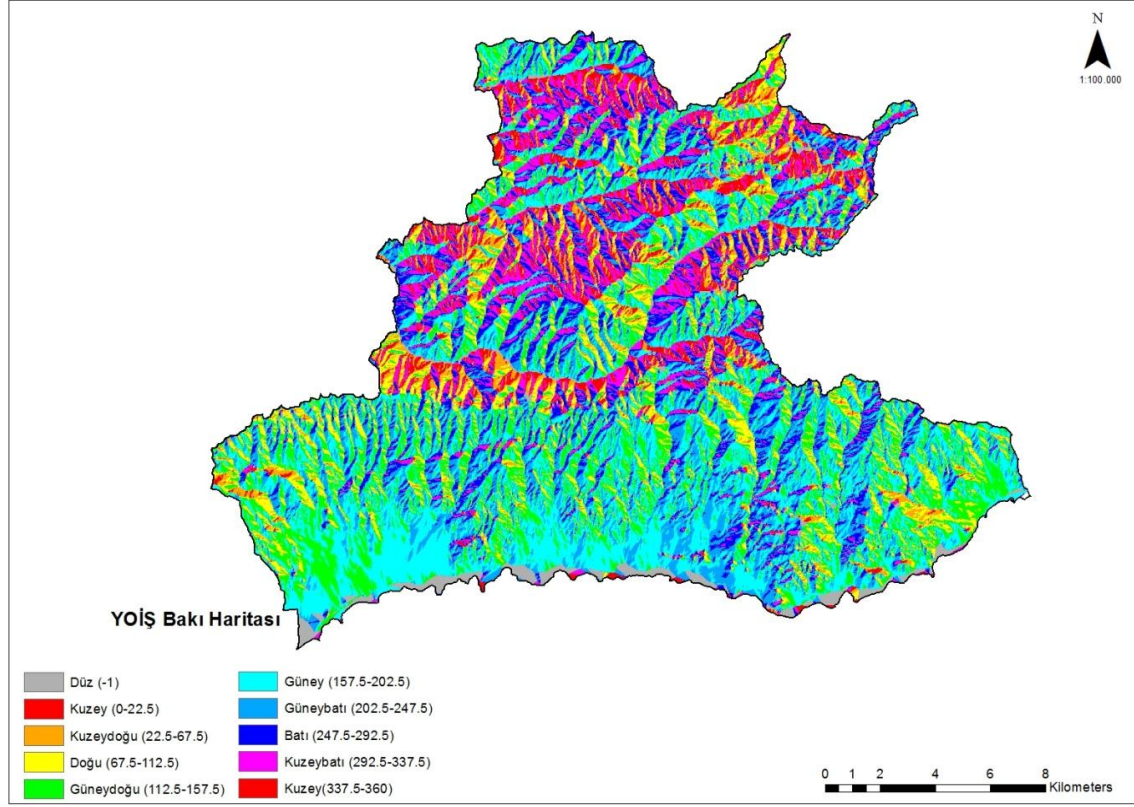 N
1:100.000
YOİŞ Bakı Haritası
Düz (-1)
Kuzey (0-22.5)
Kuzeydoğu (22.5-67.5)
Doğu (67.5-112.5)
Güneydoğu (112.5-157.5)
Güney (157.5-202.5)
Güneybatı (202.5-247.5)
Batı (247.5-292.5)
Kuzeybatı (292.5-337.5)
Kuzey(337.5-360)
0 1 2 4 6 8
Kilometers